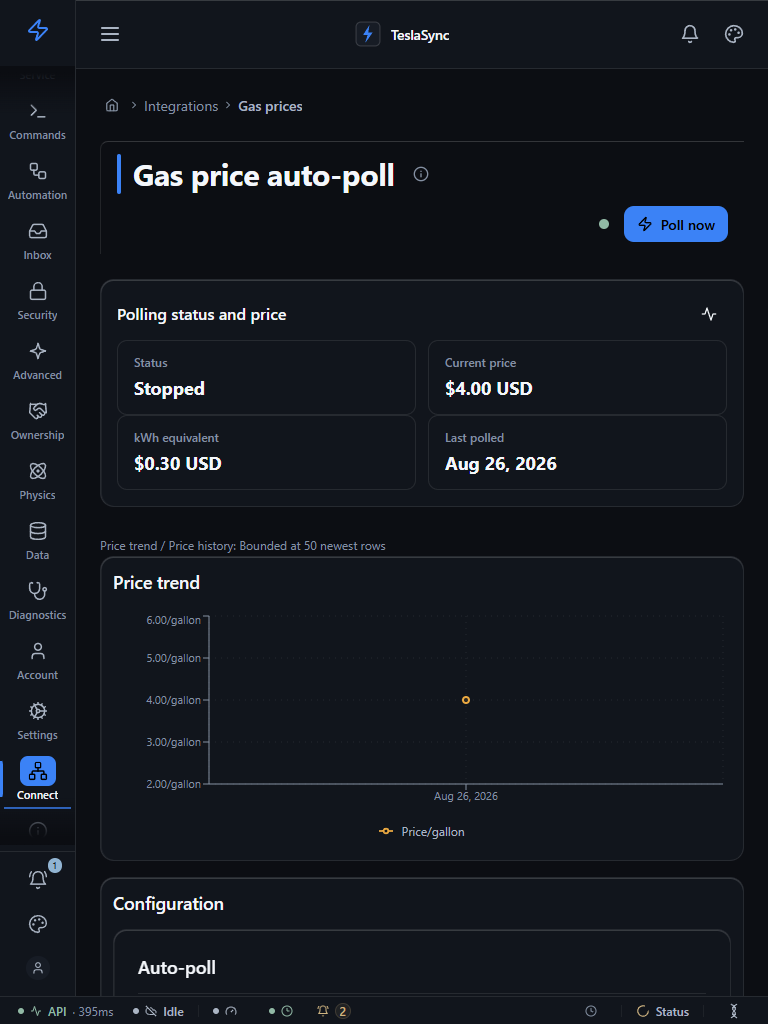 TeslaSync
Service
Commands
Automation
Inbox
Security
Advanced
Ownership
Physics
Data
Diagnostics
Account
Settings
Connect
1
Integrations
Gas prices
Gas price auto-poll
Poll now
Polling status and price
Status
Stopped
Current price
$4.00 USD
kWh equivalent
$0.30 USD
Last polled
Aug 26, 2026
Price trend / Price history: Bounded at 50 newest rows
Price trend
6.00/gallon
5.00/gallon
4.00/gallon
3.00/gallon
2.00/gallon
Aug 26, 2026
Price/gallon
Configuration
Auto-poll
API · 395ms
Idle
2
Status